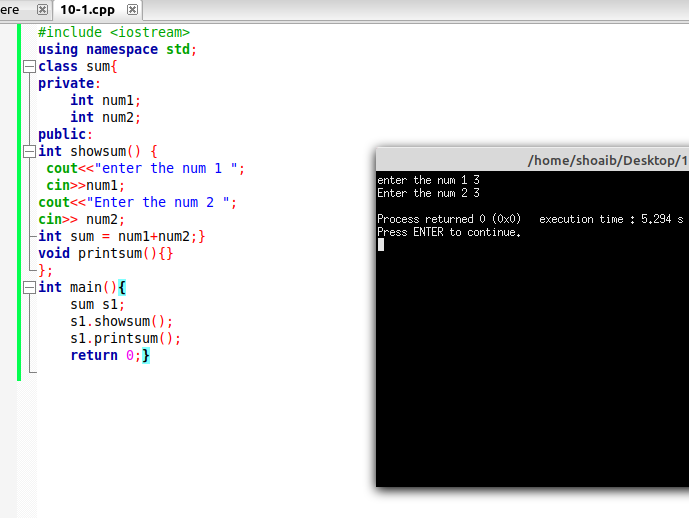 ere
10-1.cpp
#include <iostream>
using namespace std;
class sum{
private:
    int num1;
    int num2;
public:
int showsum() {
 cout<<"enter the num 1 ";
 cin>>num1;
cout<<"Enter the num 2 ";
cin>> num2;
int sum = num1+num2;}
void printsum(){}
};
int main(){
    sum s1;
    s1.showsum();
    s1.printsum();
    return 0;}
/home/shoaib/Desktop/1
enter the num 1 3
Enter the num 2 3
Process returned 0 (0x0)   execution time : 5.294 s
Press ENTER to continue.